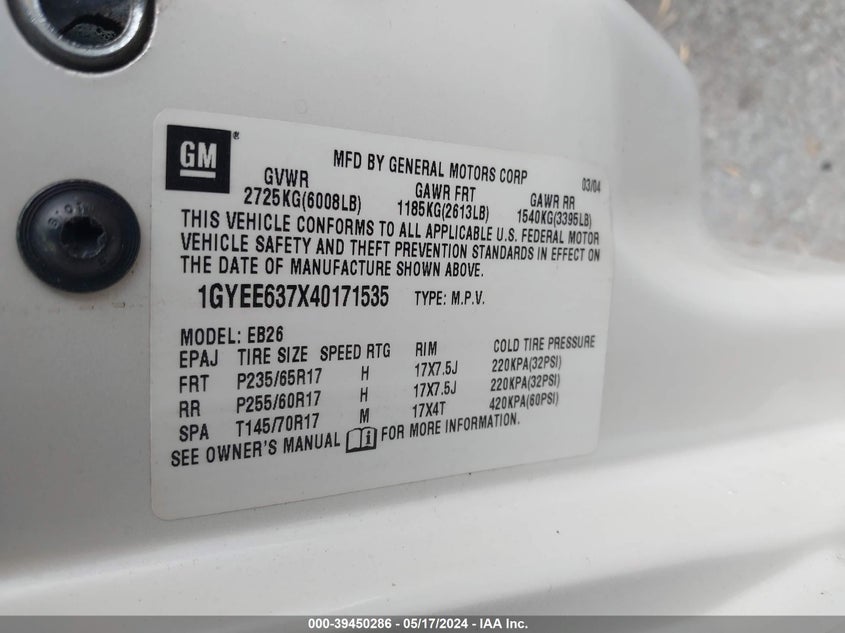 GM®
MFD BY GENERAL MOTORS CORP 03/04
GVWR GAWR FRT GAWR RR
2725KG(6008LB) 1185KG(2613LB) 1540KG(3395LB)
THIS VEHICLE CONFORMS TO ALL APPLICABLE U.S. FEDERAL MOTOR
VEHICLE SAFETY AND THEFT PREVENTION STANDARDS IN EFFECT ON
THE DATE OF MANUFACTURE SHOWN ABOVE.
1GYEE637X40171535 TYPE: M.P.V.
MODEL: EB26
EPAJ TIRE SIZE SPEED RTG RIM COLD TIRE PRESSURE
FRT P235/65R17 H 17X7.5J 220KPA(32PSI)
RR P255/60R17 H 17X7.5J 220KPA(32PSI)
SPA T145/70R17 M 17X4T 420KPA(60PSI)
SEE OWNER'S MANUAL FOR MORE INFORMATION.
000-39450286 - 05/17/2024 - IAA Inc.